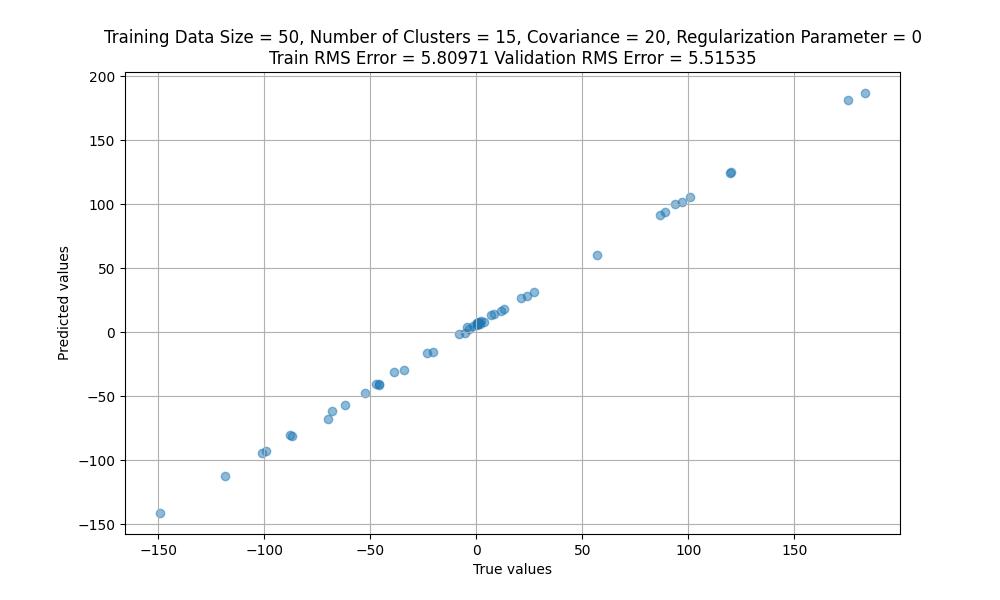 Training Data Size = 50, Number of Clusters = 15, Covariance = 20, Regularization Parameter = 0
Train RMS Error = 5.80971 Validation RMS Error = 5.51535
200
150
100
50
0
−50
−100
−150
Predicted values
−150 −100 −50 0 50 100 150
True values